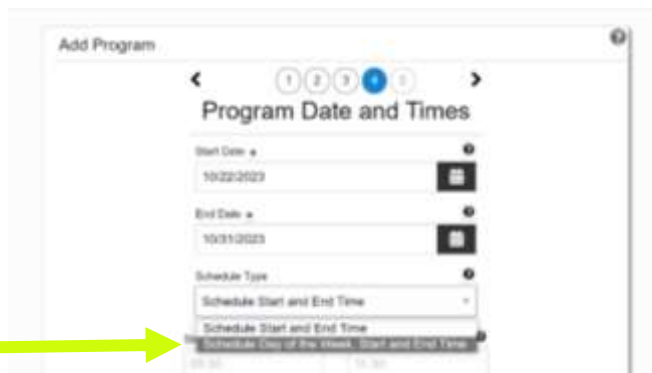 Add Program
1 2 3 4 5
Program Date and Times
Start Date
10/22/2023
End Date
10/31/2023
Schedule Type
Schedule Start and End Time
Schedule Start and End Time
Schedule Day of the Week, Start and End Time